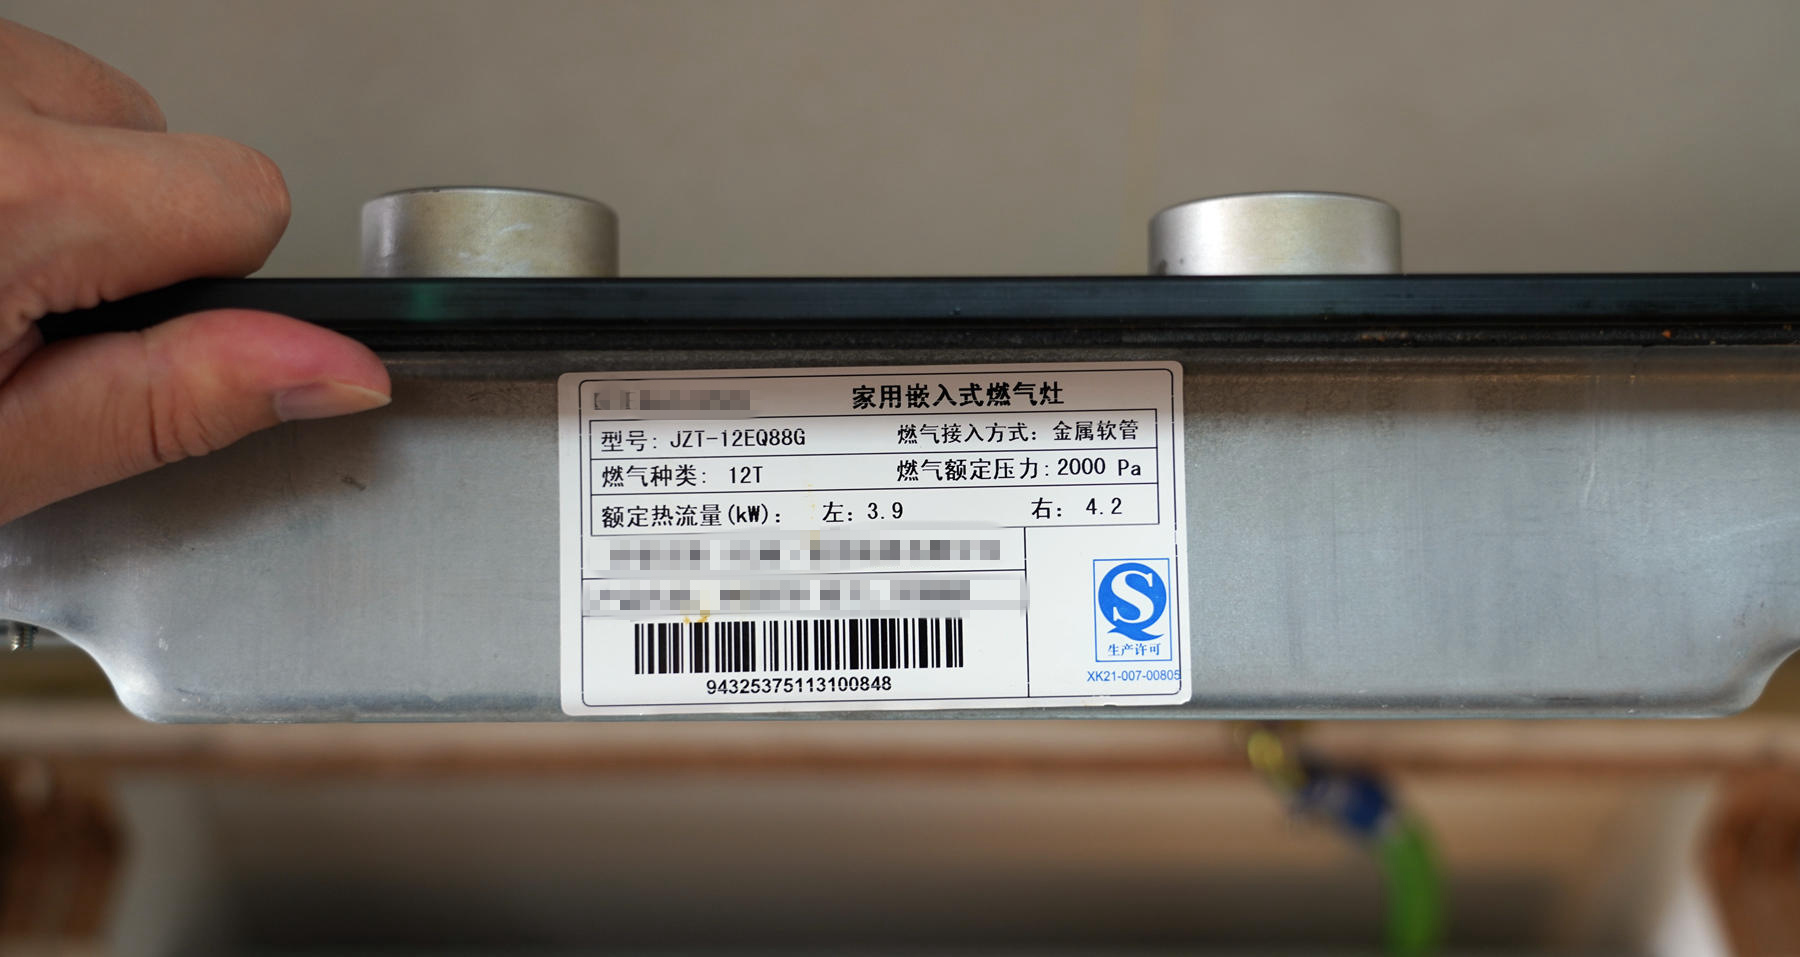 家用嵌入式燃气灶
型号: JZT-12EQ88G 燃气接入方式: 金属软管
燃气种类: 12T 燃气额定压力: 2000 Pa
额定热流量(kW): 左: 3.9 右: 4.2
生产许可
XK21-007-00805
94325375113100848